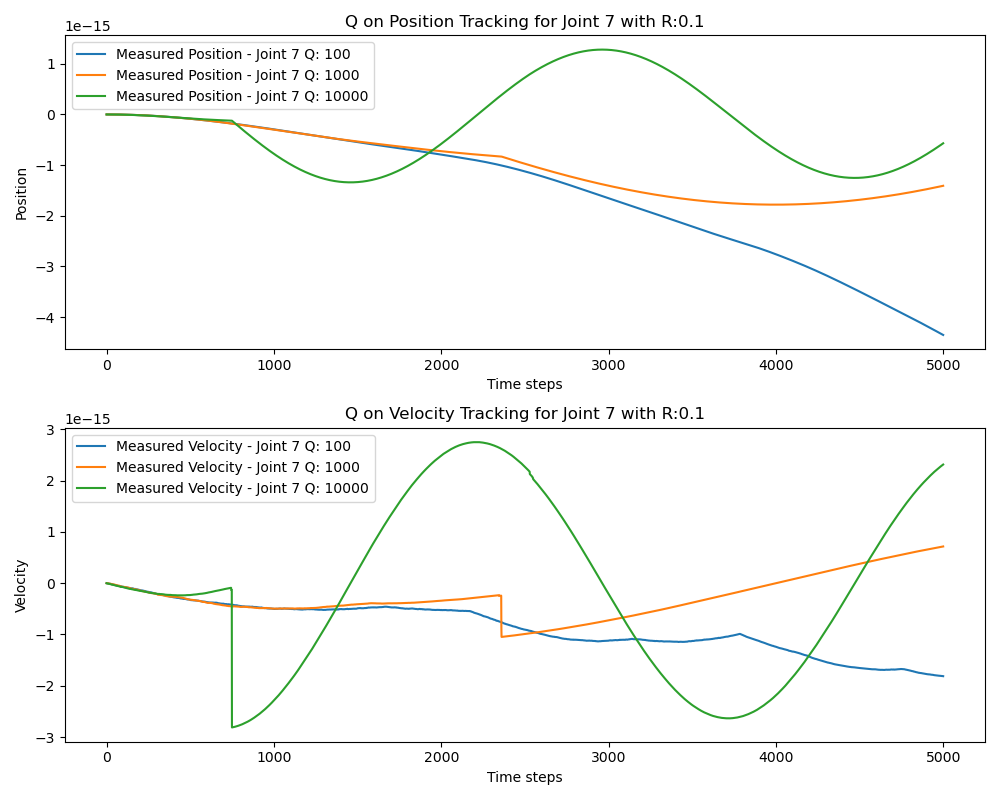 Q on Position Tracking for Joint 7 with R:0.1
1e−15
Measured Position - Joint 7 Q: 100
Measured Position - Joint 7 Q: 1000
Measured Position - Joint 7 Q: 10000
1
0
−1
−2
−3
−4
Position
0 1000 2000 3000 4000 5000
Time steps
Q on Velocity Tracking for Joint 7 with R:0.1
1e−15
Measured Velocity - Joint 7 Q: 100
Measured Velocity - Joint 7 Q: 1000
Measured Velocity - Joint 7 Q: 10000
3
2
1
0
−1
−2
−3
Velocity
0 1000 2000 3000 4000 5000
Time steps